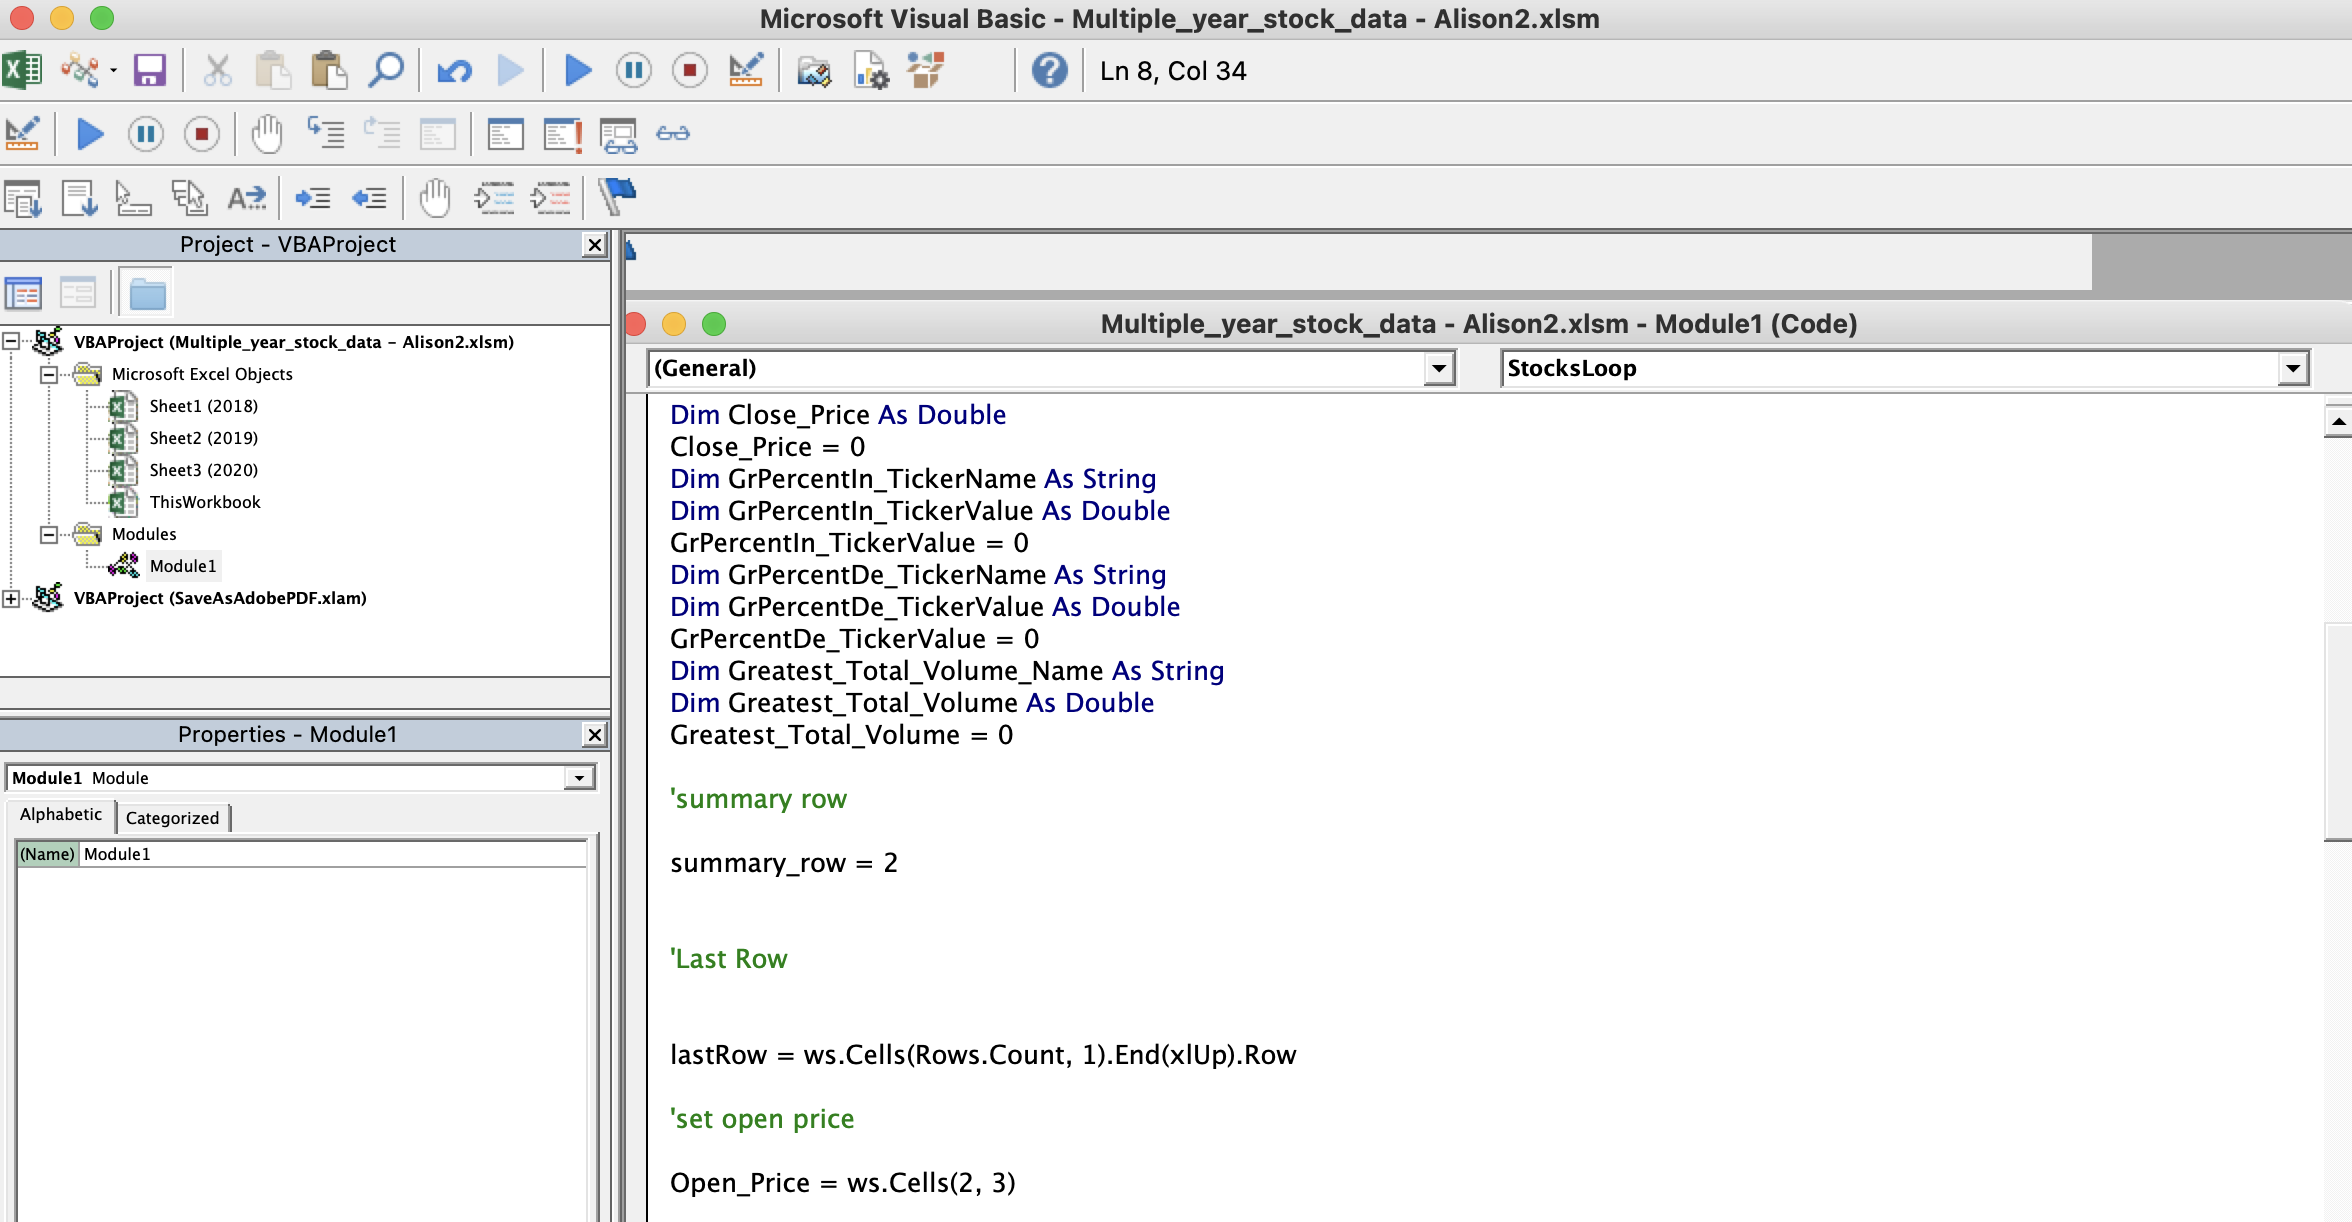 Microsoft Visual Basic - Multiple_year_stock_data - Alison2.xlsm
Ln 8, Col 34
Project - VBAProject
VBAProject (Multiple_year_stock_data - Alison2.xlsm)
Microsoft Excel Objects
Sheet1 (2018)
Sheet2 (2019)
Sheet3 (2020)
ThisWorkbook
Modules
Module1
VBAProject (SaveAsAdobePDF.xlam)
Properties - Module1
Module1 Module
Alphabetic
Categorized
(Name) Module1
Multiple_year_stock_data - Alison2.xlsm - Module1 (Code)
(General)
StocksLoop
Dim Close_Price As Double
Close_Price = 0
Dim GrPercentIn_TickerName As String
Dim GrPercentIn_TickerValue As Double
GrPercentIn_TickerValue = 0
Dim GrPercentDe_TickerName As String
Dim GrPercentDe_TickerValue As Double
GrPercentDe_TickerValue = 0
Dim Greatest_Total_Volume_Name As String
Dim Greatest_Total_Volume As Double
Greatest_Total_Volume = 0
'summary row
summary_row = 2
'Last Row
lastRow = ws.Cells(Rows.Count, 1).End(xlUp).Row
'set open price
Open_Price = ws.Cells(2, 3)